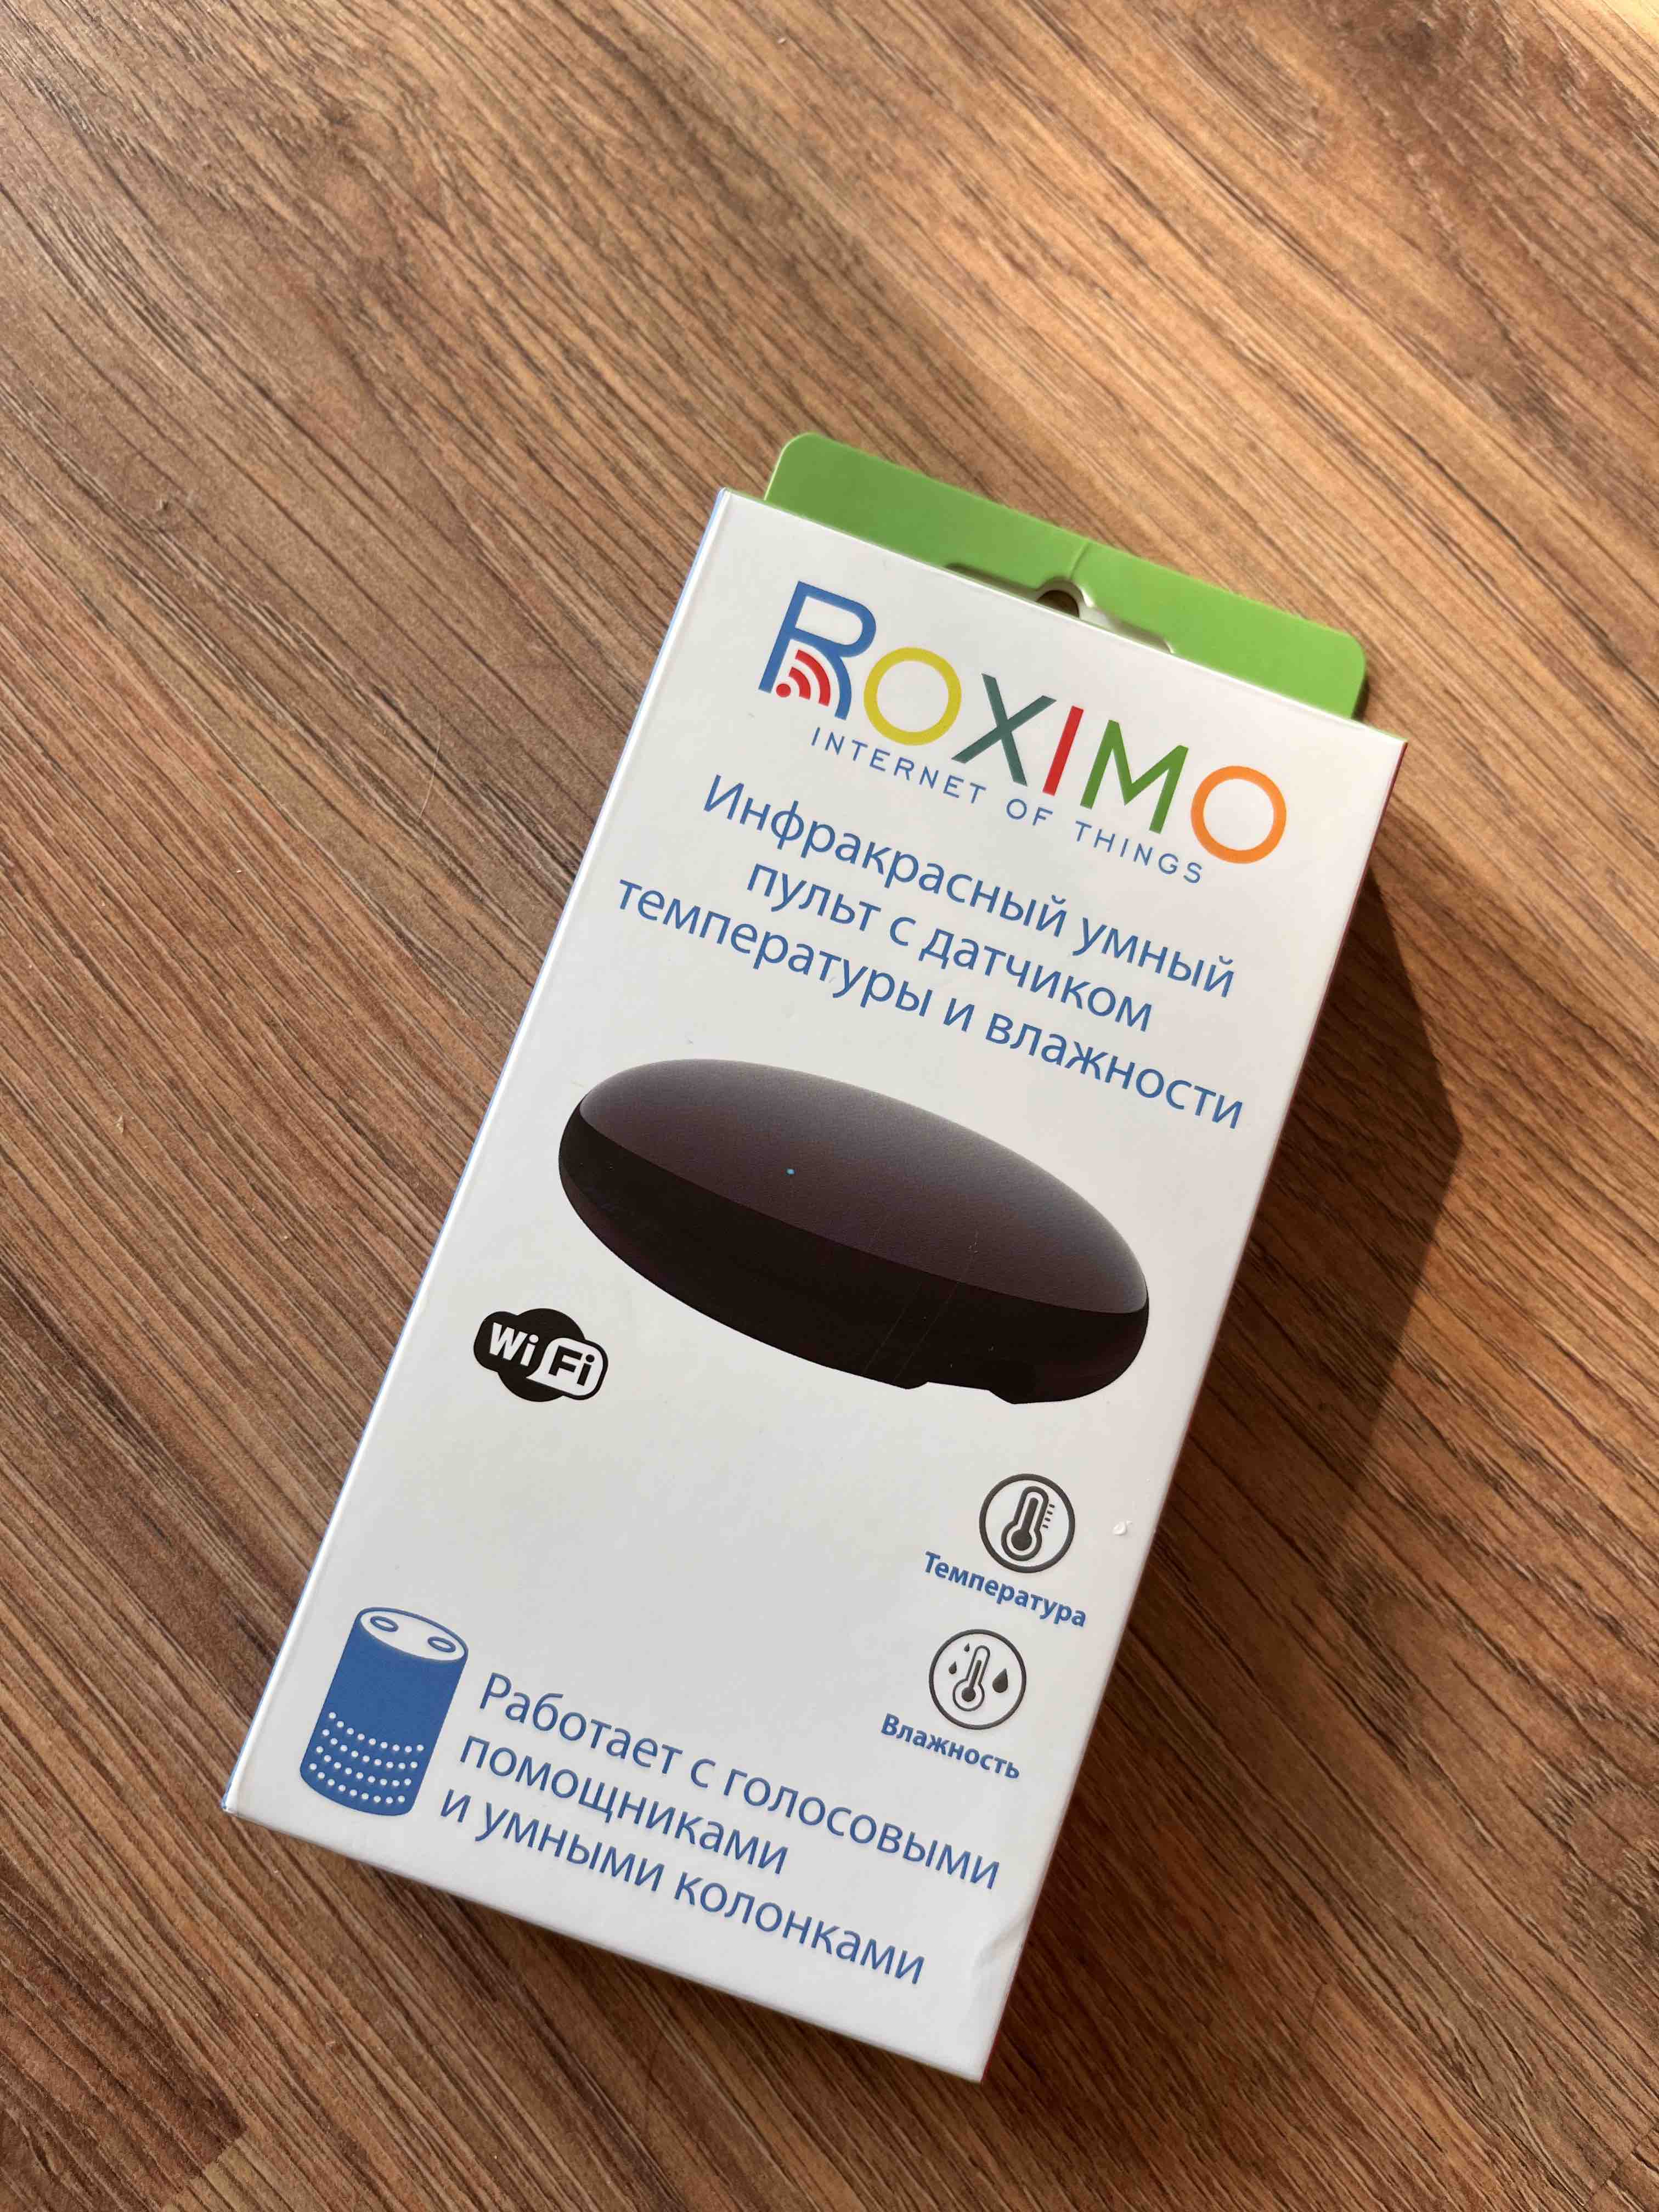 ROXIMO
INTERNET OF THINGS
Инфракрасный умный
пульт с датчиком
температуры и влажности
Wi Fi
Температура
Влажность
Работает с голосовыми
помощниками
и умными колонками